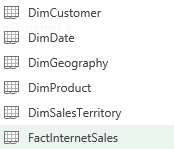 DimCustomer
DimDate
DimGeography
DimProduct
DimSalesTerritory
FactInternetSales